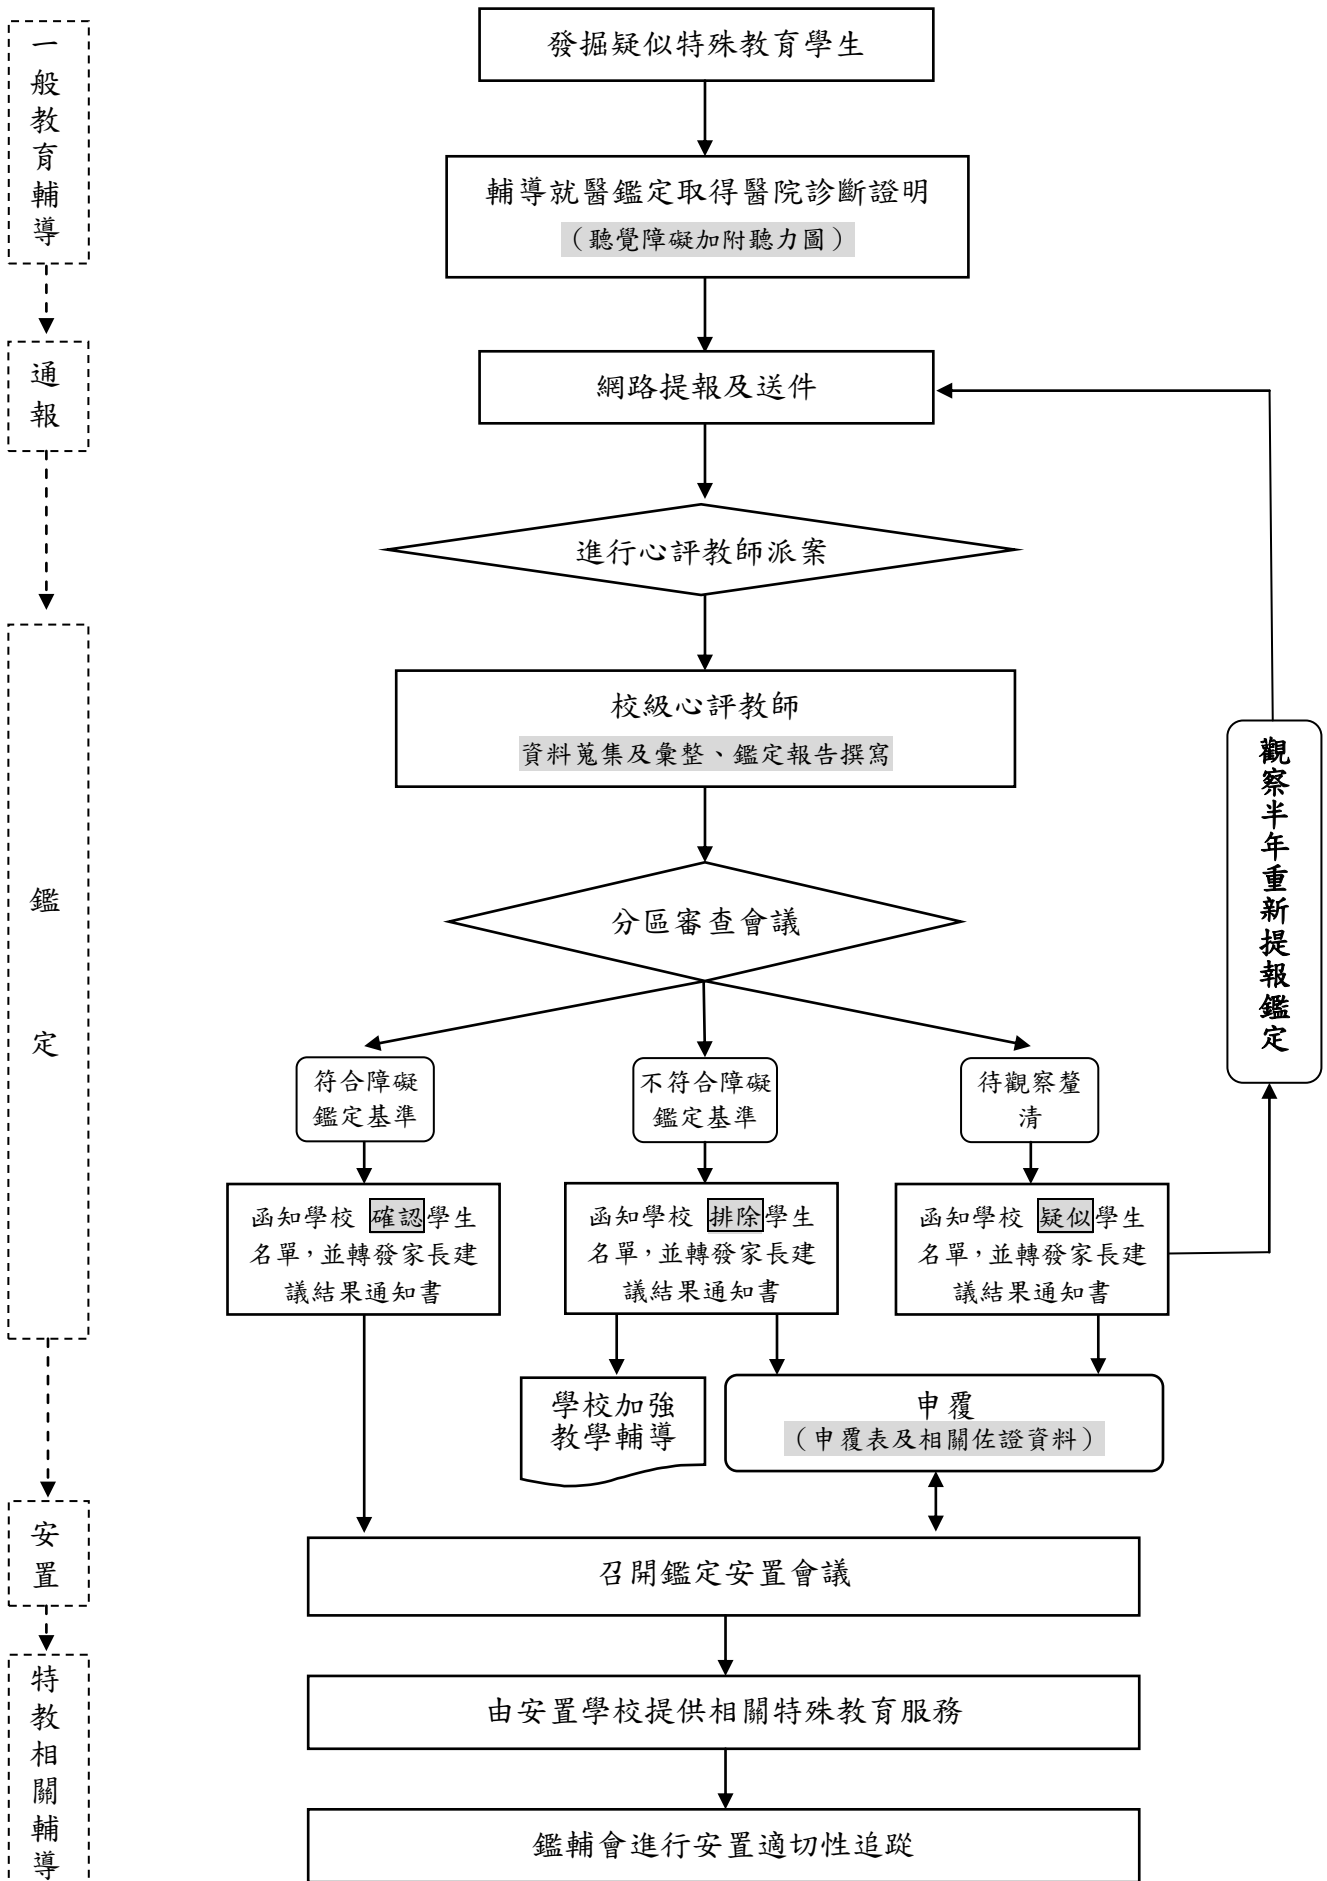 一般教育輔導
通報
鑑定
安置
特教相關輔導
發掘疑似特殊教育學生
輔導就醫鑑定取得醫院診斷證明
（聽覺障礙加附聽力圖）
網路提報及送件
進行心評教師派案
校級心評教師
資料蒐集及彙整、鑑定報告撰寫
分區審查會議
符合障礙
鑑定基準
不符合障礙
鑑定基準
待觀察釐
清
函知學校 確認學生
名單，並轉發家長建
議結果通知書
函知學校 排除學生
名單，並轉發家長建
議結果通知書
函知學校 疑似學生
名單，並轉發家長建
議結果通知書
觀察半年重新提報鑑定
學校加強
教學輔導
申覆
（申覆表及相關佐證資料）
召開鑑定安置會議
由安置學校提供相關特殊教育服務
鑑輔會進行安置適切性追蹤